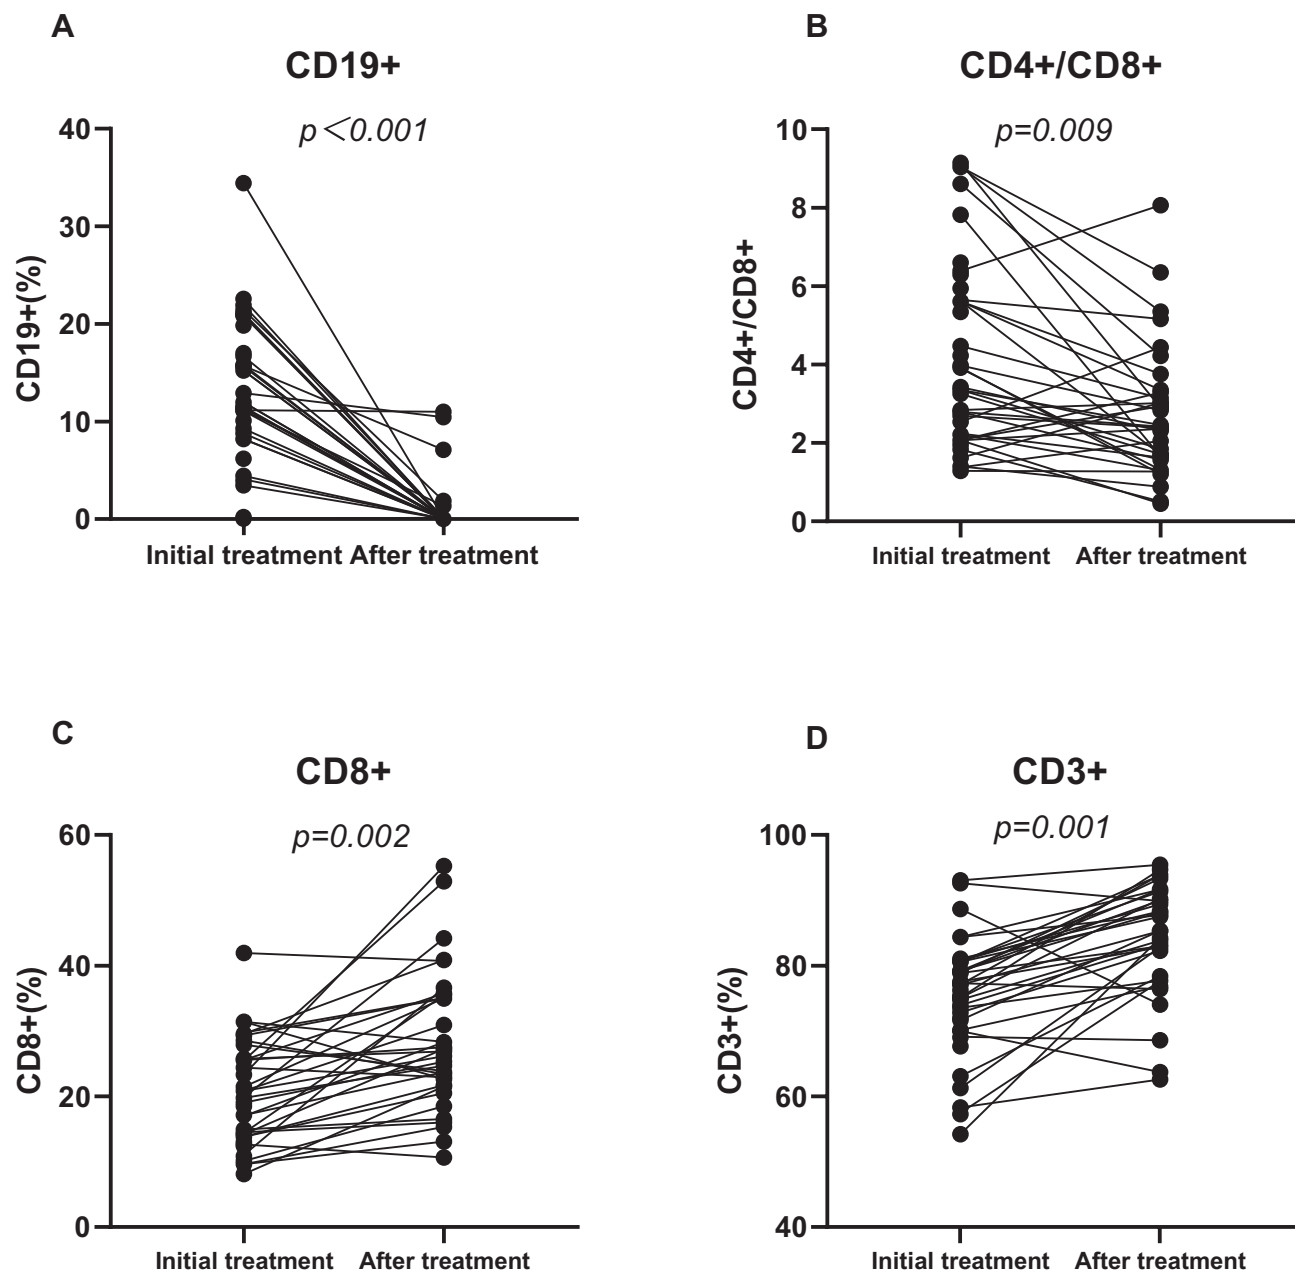 A
CD19+
p<0.001
40
30
20
10
0
CD19+(%)
Initial treatment After treatment
B
CD4+/CD8+
p=0.009
10
8
6
4
2
0
CD4+/CD8+
Initial treatment After treatment
C
CD8+
p=0.002
60
40
20
0
CD8+(%)
Initial treatment After treatment
D
CD3+
p=0.001
100
80
60
40
CD3+(%)
Initial treatment After treatment